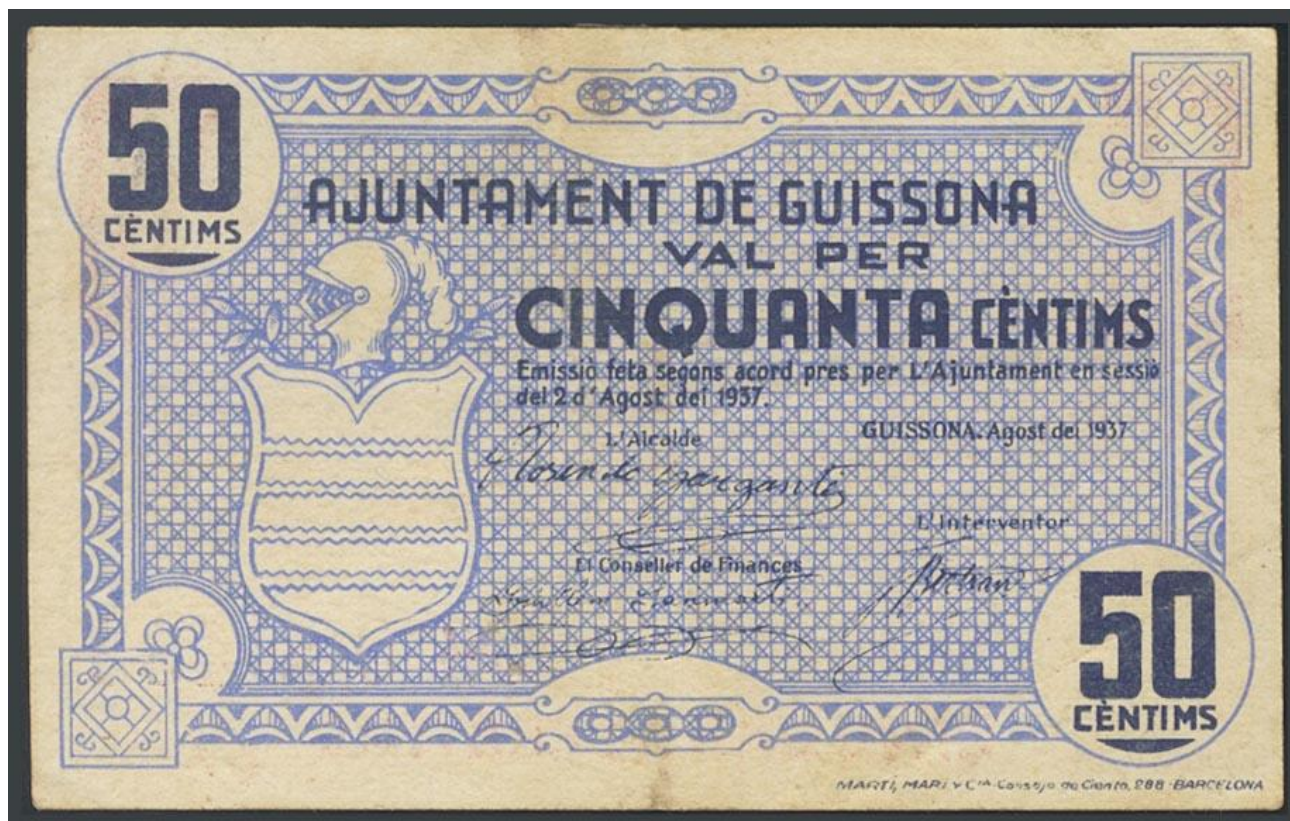 50
CÈNTIMS
AJUNTAMENT DE GUISSONA
VAL PER
CINQUANTA CÈNTIMS
Emissió feta segons acord pres per L'Ajuntament en sessió
del 2 d'Agost del 1937.
L'Alcalde
GUISSONA. Agost del 1937
L'Interventor
El Conseller de Finances
50
CÈNTIMS
MARTÍ, MARÍ Y Cía. Consejo de Ciento, 288 - BARCELONA